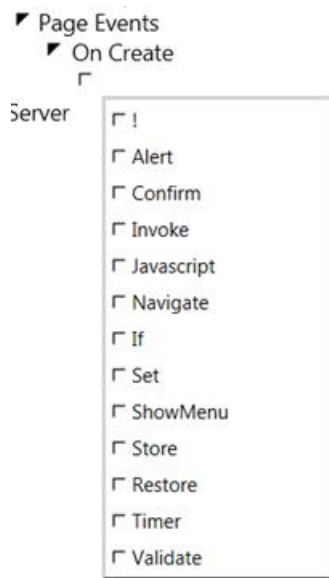 Page Events
On Create
Server
!
Alert
Confirm
Invoke
Javascript
Navigate
If
Set
ShowMenu
Store
Restore
Timer
Validate